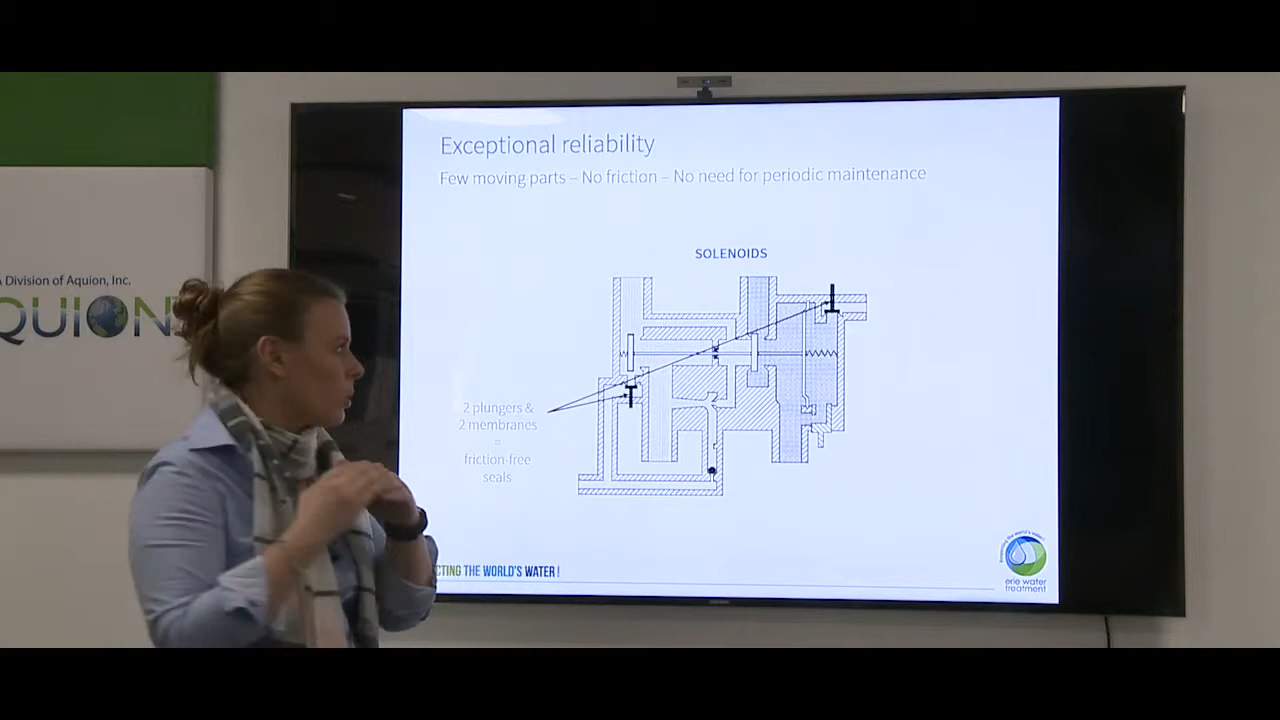 Exceptional reliability
Few moving parts – No friction – No need for periodic maintenance
SOLENOIDS
A Division of Aquion, Inc.
QUION
2 plungers &
2 membranes
=
friction-free
seals
CTING THE WORLD'S WATER!
erie water
treatment